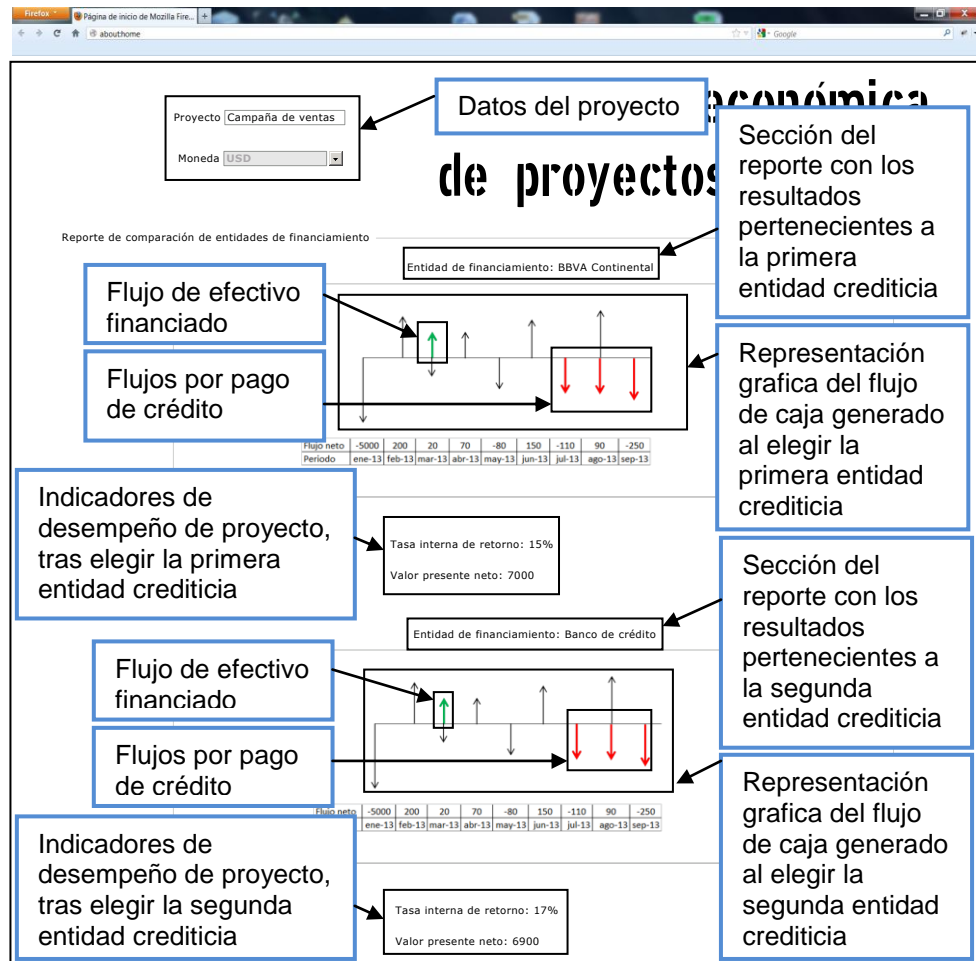 Firefox
Página de inicio de Mozilla Fire...
about:home
Google
económica
de proyectos
Proyecto Campaña de ventas
Moneda USD
Datos del proyecto
Sección del
reporte con los
resultados
pertenecientes a
la primera
entidad crediticia
Reporte de comparación de entidades de financiamiento
Entidad de financiamiento: BBVA Continental
Flujo de efectivo
financiado
Flujos por pago
de crédito
Representación
grafica del flujo
de caja generado
al elegir la
primera entidad
crediticia
Flujo neto -5000 200 20 70 -80 150 -110 90 -250
Periodo ene-13 feb-13 mar-13 abr-13 may-13 jun-13 jul-13 ago-13 sep-13
Indicadores de
desempeño de proyecto,
tras elegir la primera
entidad crediticia
Tasa interna de retorno: 15%
Valor presente neto: 7000
Sección del
reporte con los
resultados
pertenecientes a
la segunda
entidad crediticia
Entidad de financiamiento: Banco de crédito
Flujo de efectivo
financiado
Flujos por pago
de crédito
Representación
grafica del flujo
de caja generado
al elegir la
segunda entidad
crediticia
Flujo neto -5000 200 20 70 -80 150 -110 90 -250
ene-13 feb-13 mar-13 abr-13 may-13 jun-13 jul-13 ago-13 sep-13
Indicadores de
desempeño de proyecto,
tras elegir la segunda
entidad crediticia
Tasa interna de retorno: 17%
Valor presente neto: 6900